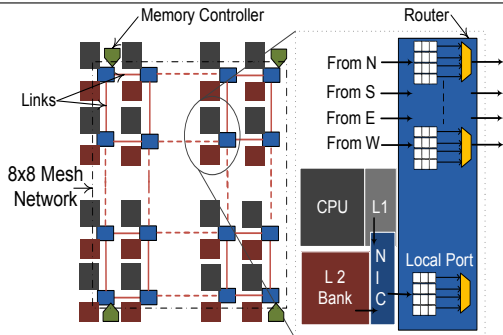 Memory Controller
Router
Links
8x8 Mesh
Network
From N
From S
From E
From W
CPU
L1
L 2
Bank
N
I
C
Local Port